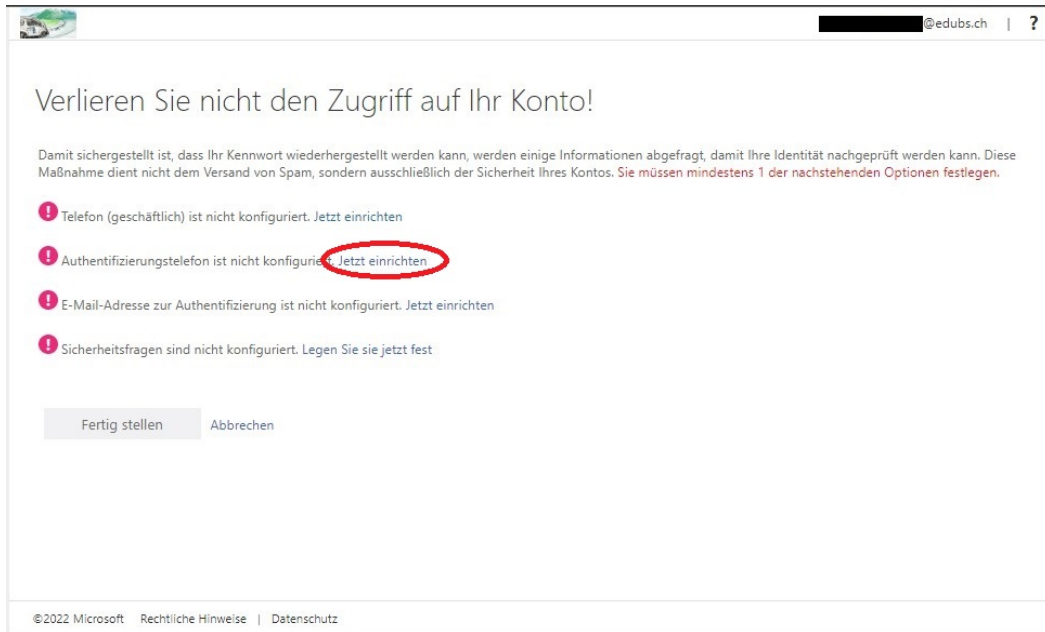 @edubs.ch | ?
Verlieren Sie nicht den Zugriff auf Ihr Konto!
Damit sichergestellt ist, dass Ihr Kennwort wiederhergestellt werden kann, werden einige Informationen abgefragt, damit Ihre Identität nachgeprüft werden kann. Diese
Maßnahme dient nicht dem Versand von Spam, sondern ausschließlich der Sicherheit Ihres Kontos. Sie müssen mindestens 1 der nachstehenden Optionen festlegen.
! Telefon (geschäftlich) ist nicht konfiguriert. Jetzt einrichten
! Authentifizierungstelefon ist nicht konfiguriert. Jetzt einrichten
! E-Mail-Adresse zur Authentifizierung ist nicht konfiguriert. Jetzt einrichten
! Sicherheitsfragen sind nicht konfiguriert. Legen Sie sie jetzt fest
Fertig stellen Abbrechen
©2022 Microsoft Rechtliche Hinweise | Datenschutz